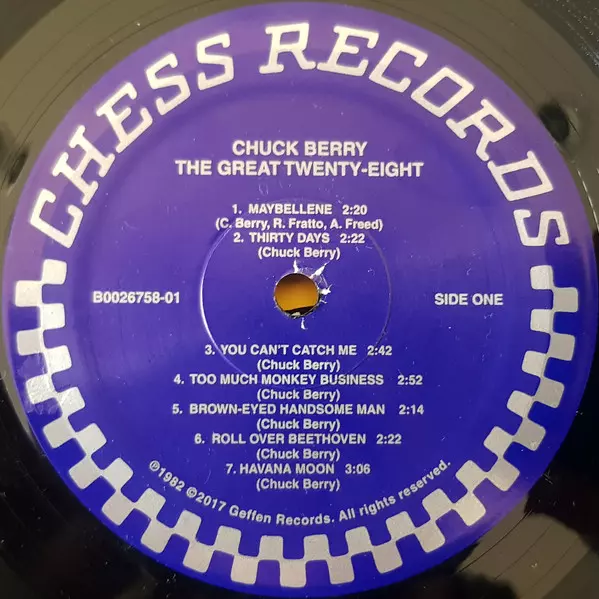 CHESS RECORDS
CHUCK BERRY
THE GREAT TWENTY-EIGHT
1. MAYBELLENE 2:20
(C. Berry, R. Fratto, A. Freed)
2. THIRTY DAYS 2:22
(Chuck Berry)
B0026758-01
SIDE ONE
3. YOU CAN'T CATCH ME 2:42
(Chuck Berry)
4. TOO MUCH MONKEY BUSINESS 2:52
(Chuck Berry)
5. BROWN-EYED HANDSOME MAN 2:14
(Chuck Berry)
6. ROLL OVER BEETHOVEN 2:22
(Chuck Berry)
7. HAVANA MOON 3:06
(Chuck Berry)
℗1982 ©2017 Geffen Records. All rights reserved.